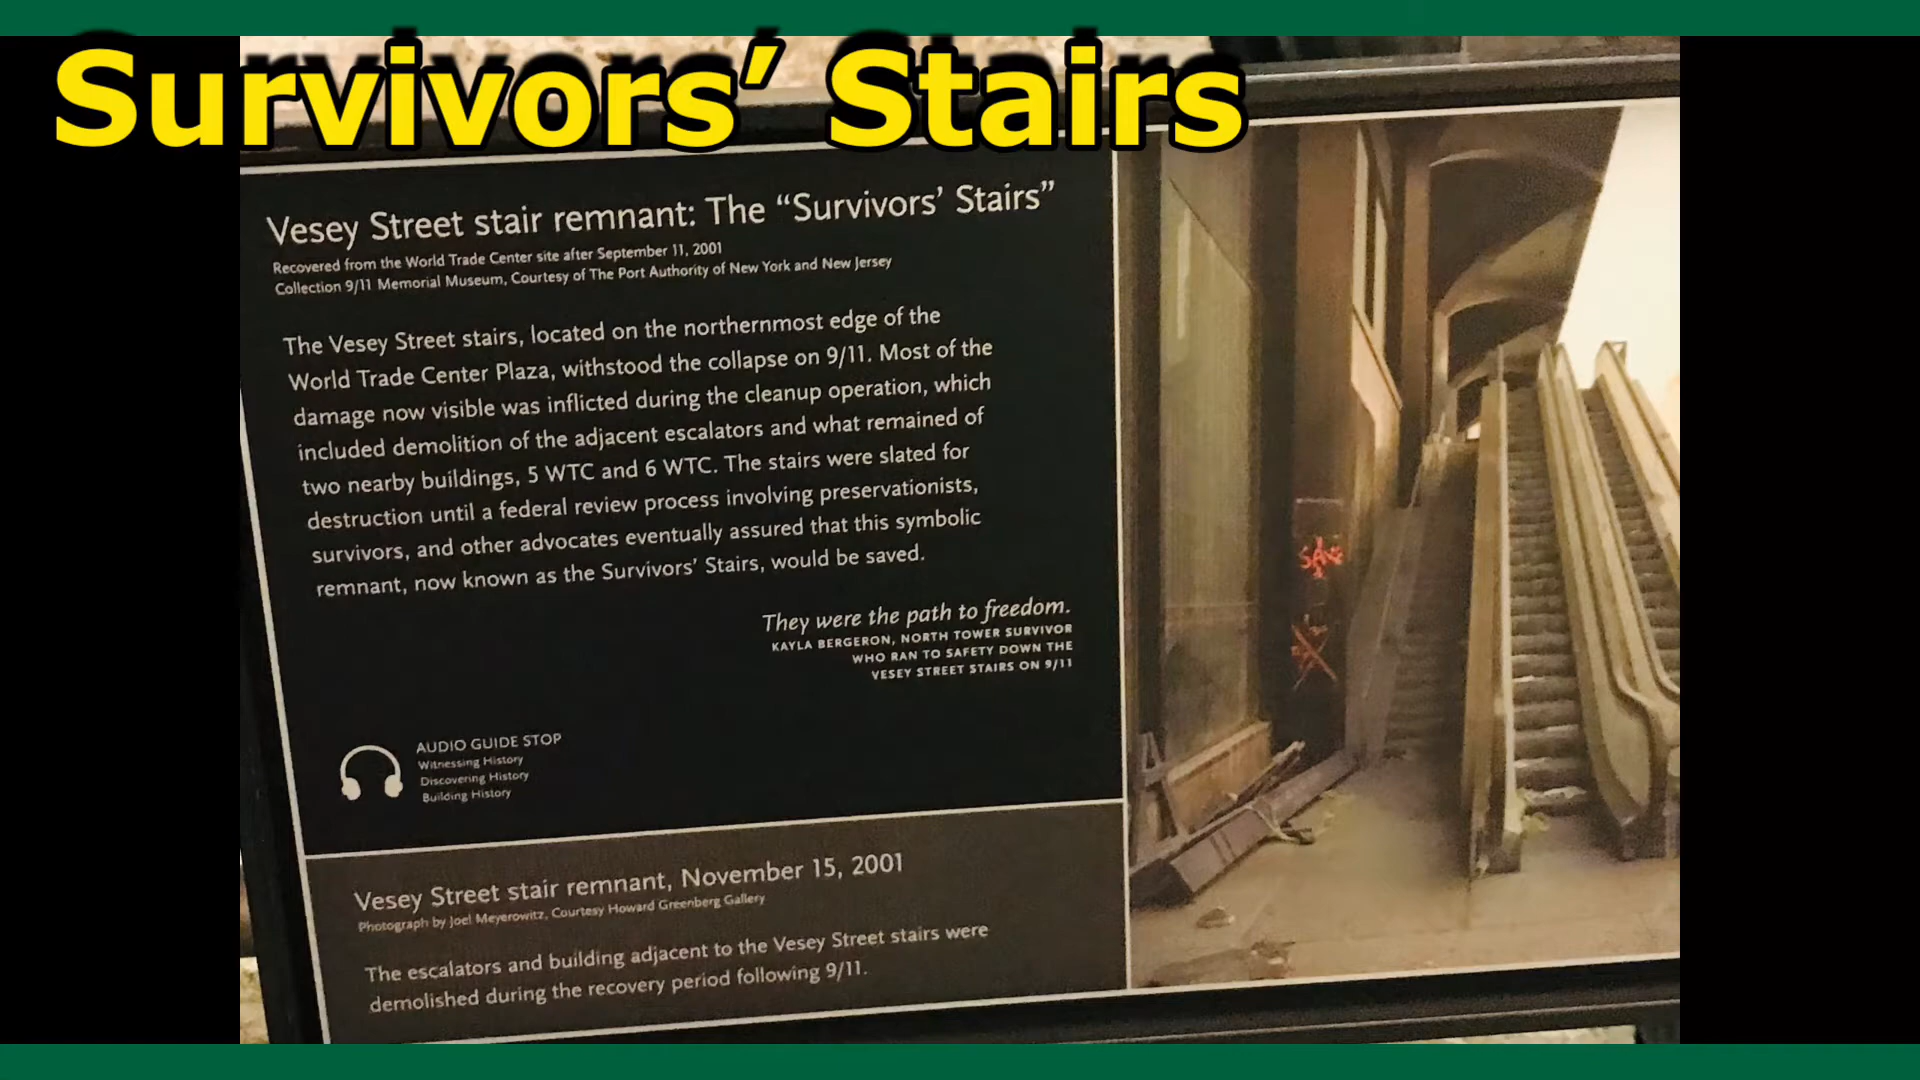 Survivors’ Stairs
Vesey Street stair remnant: The “Survivors’ Stairs”
Recovered from the World Trade Center site after September 11, 2001
Collection 9/11 Memorial Museum, Courtesy of The Port Authority of New York and New Jersey
The Vesey Street stairs, located on the northernmost edge of the
World Trade Center Plaza, withstood the collapse on 9/11. Most of the
damage now visible was inflicted during the cleanup operation, which
included demolition of the adjacent escalators and what remained of
two nearby buildings, 5 WTC and 6 WTC. The stairs were slated for
destruction until a federal review process involving preservationists,
survivors, and other advocates eventually assured that this symbolic
remnant, now known as the Survivors’ Stairs, would be saved.
They were the path to freedom.
KAYLA BERGERON, NORTH TOWER SURVIVOR
WHO RAN TO SAFETY DOWN THE
VESEY STREET STAIRS ON 9/11
AUDIO GUIDE STOP
Witnessing History
Discovering History
Building History
Vesey Street stair remnant, November 15, 2001
Photograph by Joel Meyerowitz, Courtesy Howard Greenberg Gallery
The escalators and building adjacent to the Vesey Street stairs were
demolished during the recovery period following 9/11.